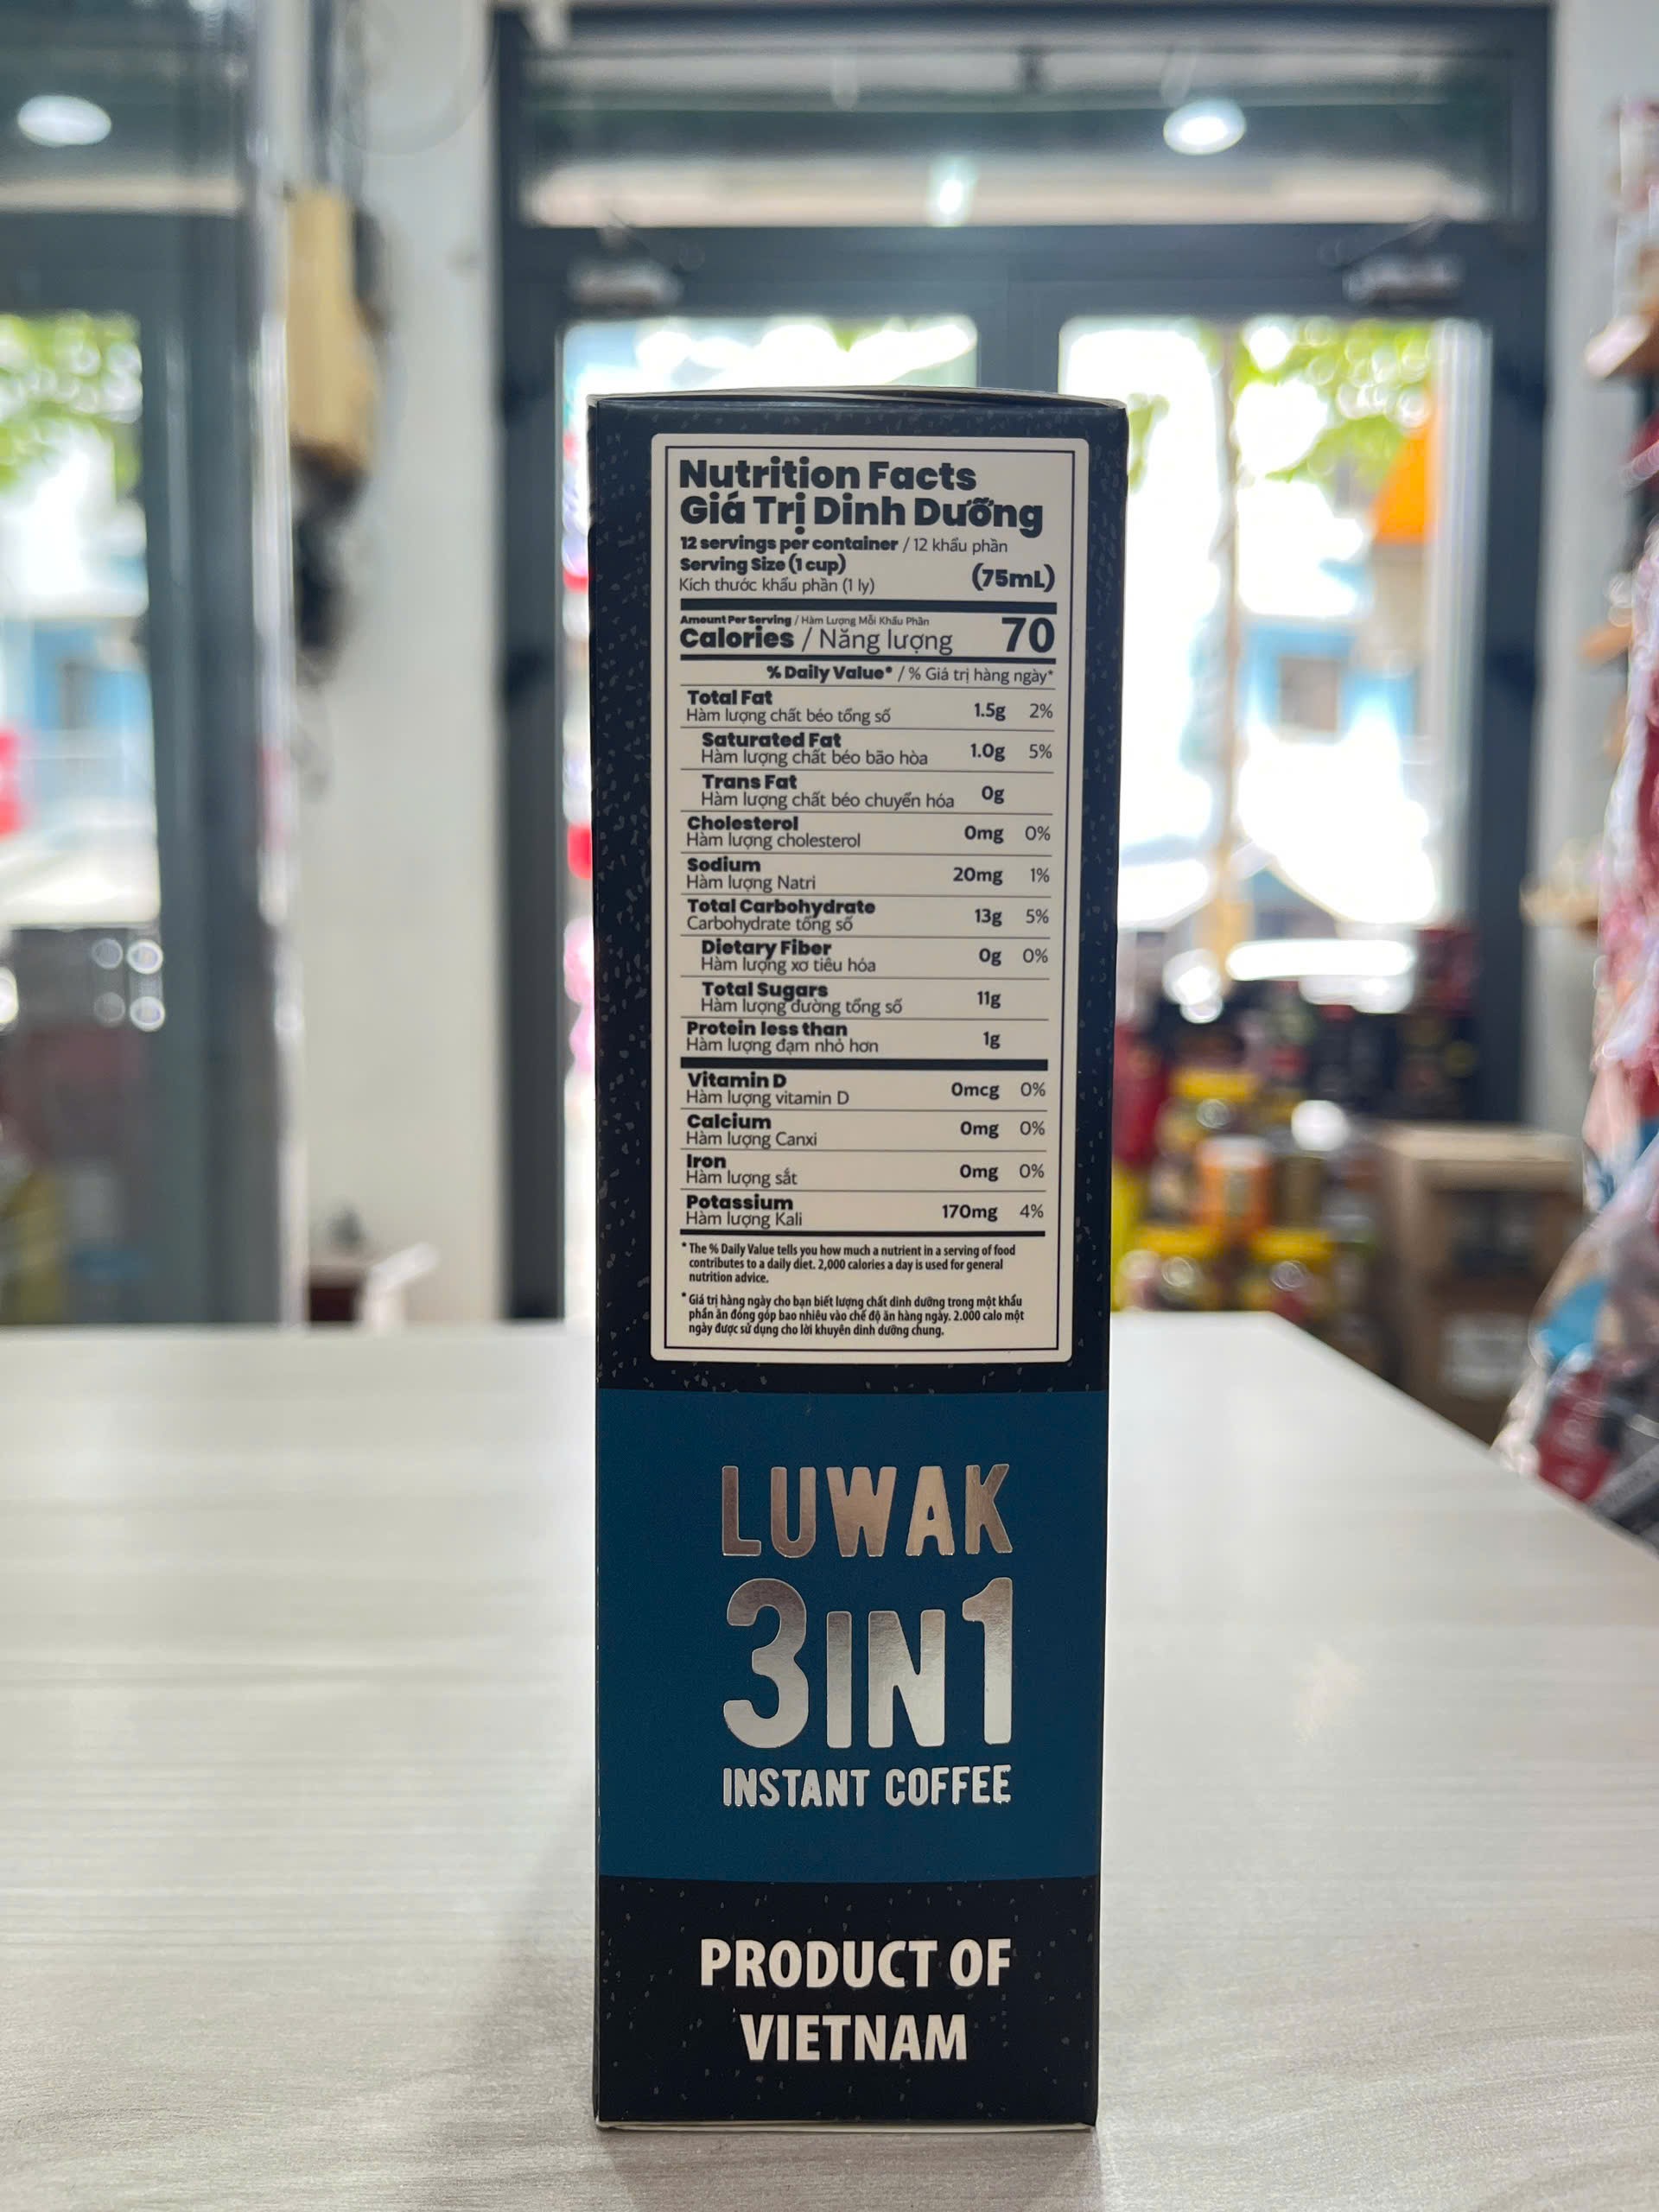 Nutrition Facts
Giá Trị Dinh Dưỡng
12 servings per container / 12 khẩu phần
Serving Size (1 cup)
Kích thước khẩu phần (1 ly) (75mL)
Amount Per Serving / Hàm Lượng Mỗi Khẩu Phần
Calories / Năng lượng 70
% Daily Value* / % Giá trị hàng ngày*
Total Fat
Hàm lượng chất béo tổng số 1.5g 2%
Saturated Fat
Hàm lượng chất béo bão hòa 1.0g 5%
Trans Fat
Hàm lượng chất béo chuyển hóa 0g
Cholesterol
Hàm lượng cholesterol 0mg 0%
Sodium
Hàm lượng Natri 20mg 1%
Total Carbohydrate
Carbohydrate tổng số 13g 5%
Dietary Fiber
Hàm lượng xơ tiêu hóa 0g 0%
Total Sugars
Hàm lượng đường tổng số 11g
Protein less than
Hàm lượng đạm nhỏ hơn 1g
Vitamin D
Hàm lượng vitamin D 0mcg 0%
Calcium
Hàm lượng Canxi 0mg 0%
Iron
Hàm lượng sắt 0mg 0%
Potassium
Hàm lượng Kali 170mg 4%
* The % Daily Value tells you how much a nutrient in a serving of food
contributes to a daily diet. 2,000 calories a day is used for general
nutrition advice.
* Giá trị hàng ngày cho bạn biết lượng chất dinh dưỡng trong một khẩu
phần ăn đóng góp bao nhiêu vào chế độ ăn hàng ngày. 2.000 calo một
ngày được sử dụng cho lời khuyên dinh dưỡng chung.
LUWAK
3IN1
INSTANT COFFEE
PRODUCT OF
VIETNAM